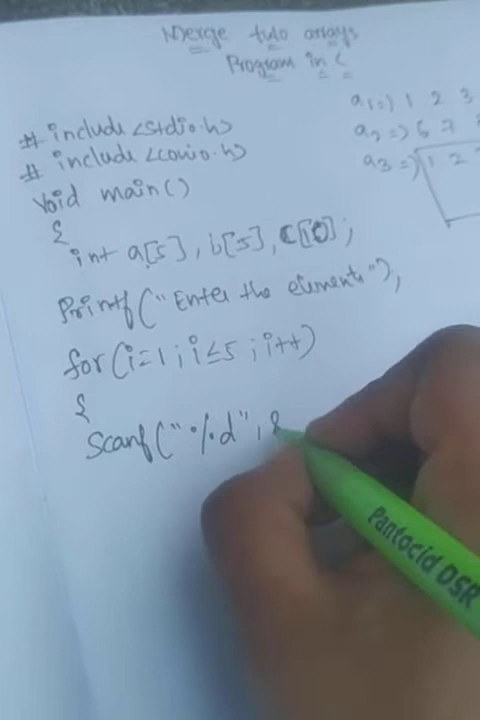 Merge two arrays
Program in C
a1=) 1 2 3
a2=) 6 7
a3=) 1 2
# include <stdio.h>
# include <conio.h>
void main()
{
int a[5], b[5], c[10];
Printf("Enter the elements");
for(i=1; i≤5; i++)
{
Scanf("%d", &
Pantocid DSR